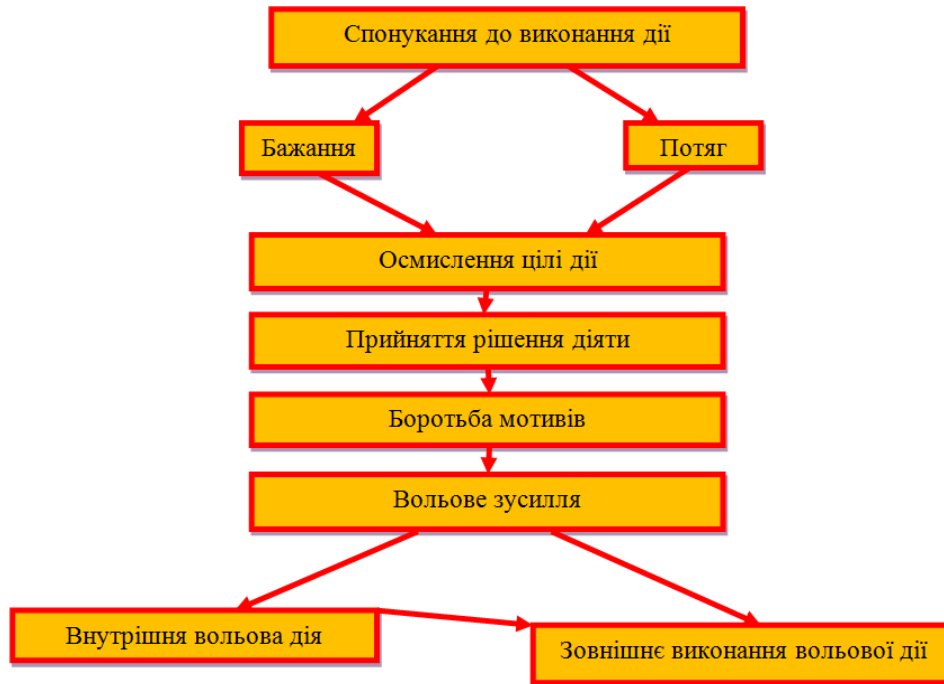 Спонукання до виконання дії
Бажання
Потяг
Осмислення цілі дії
Прийняття рішення діяти
Боротьба мотивів
Вольове зусилля
Внутрішня вольова дія
Зовнішнє виконання вольової дії